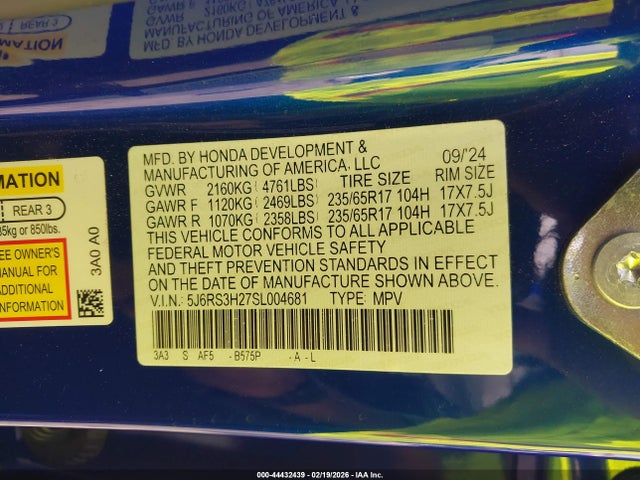 MFD. BY HONDA DEVELOPMENT &
MANUFACTURING OF AMERICA, LLC 09/'24
GVWR 2160KG (4761LBS) TIRE SIZE RIM SIZE
GAWR F 1120KG (2469LBS) 235/65R17 104H 17X7.5J
GAWR R 1070KG (2358LBS) 235/65R17 104H 17X7.5J
THIS VEHICLE CONFORMS TO ALL APPLICABLE
FEDERAL MOTOR VEHICLE SAFETY
AND THEFT PREVENTION STANDARDS IN EFFECT
ON THE DATE OF MANUFACTURE SHOWN ABOVE.
V.I.N.: 5J6RS3H27SL004681 TYPE: MPV
3A3 S AF5 - B575P - A - L
MATION
REAR 3
85kg or 850lbs.
EE OWNER'S
MANUAL FOR
ADDITIONAL
INFORMATION
3A0 A0
000-44432439 - 02/19/2026 - IAA Inc.